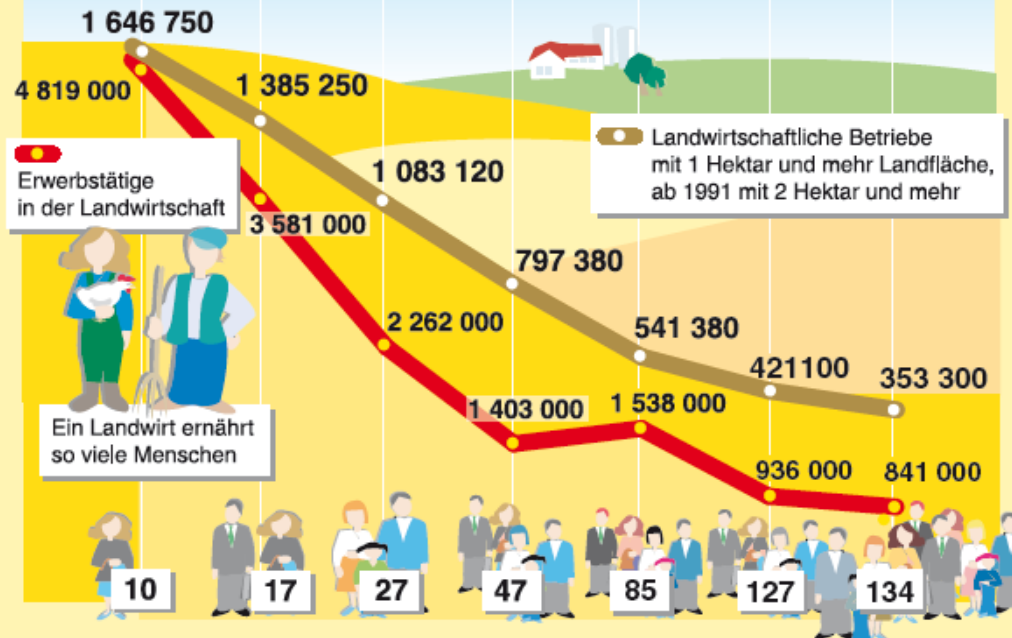 1 646 750
4 819 000
1 385 250
Erwerbstätige
in der Landwirtschaft
Landwirtschaftliche Betriebe
mit 1 Hektar und mehr Landfläche,
ab 1991 mit 2 Hektar und mehr
1 083 120
3 581 000
797 380
2 262 000
541 380
421100
353 300
1 403 000
1 538 000
936 000
841 000
Ein Landwirt ernährt
so viele Menschen
10
17
27
47
85
127
134